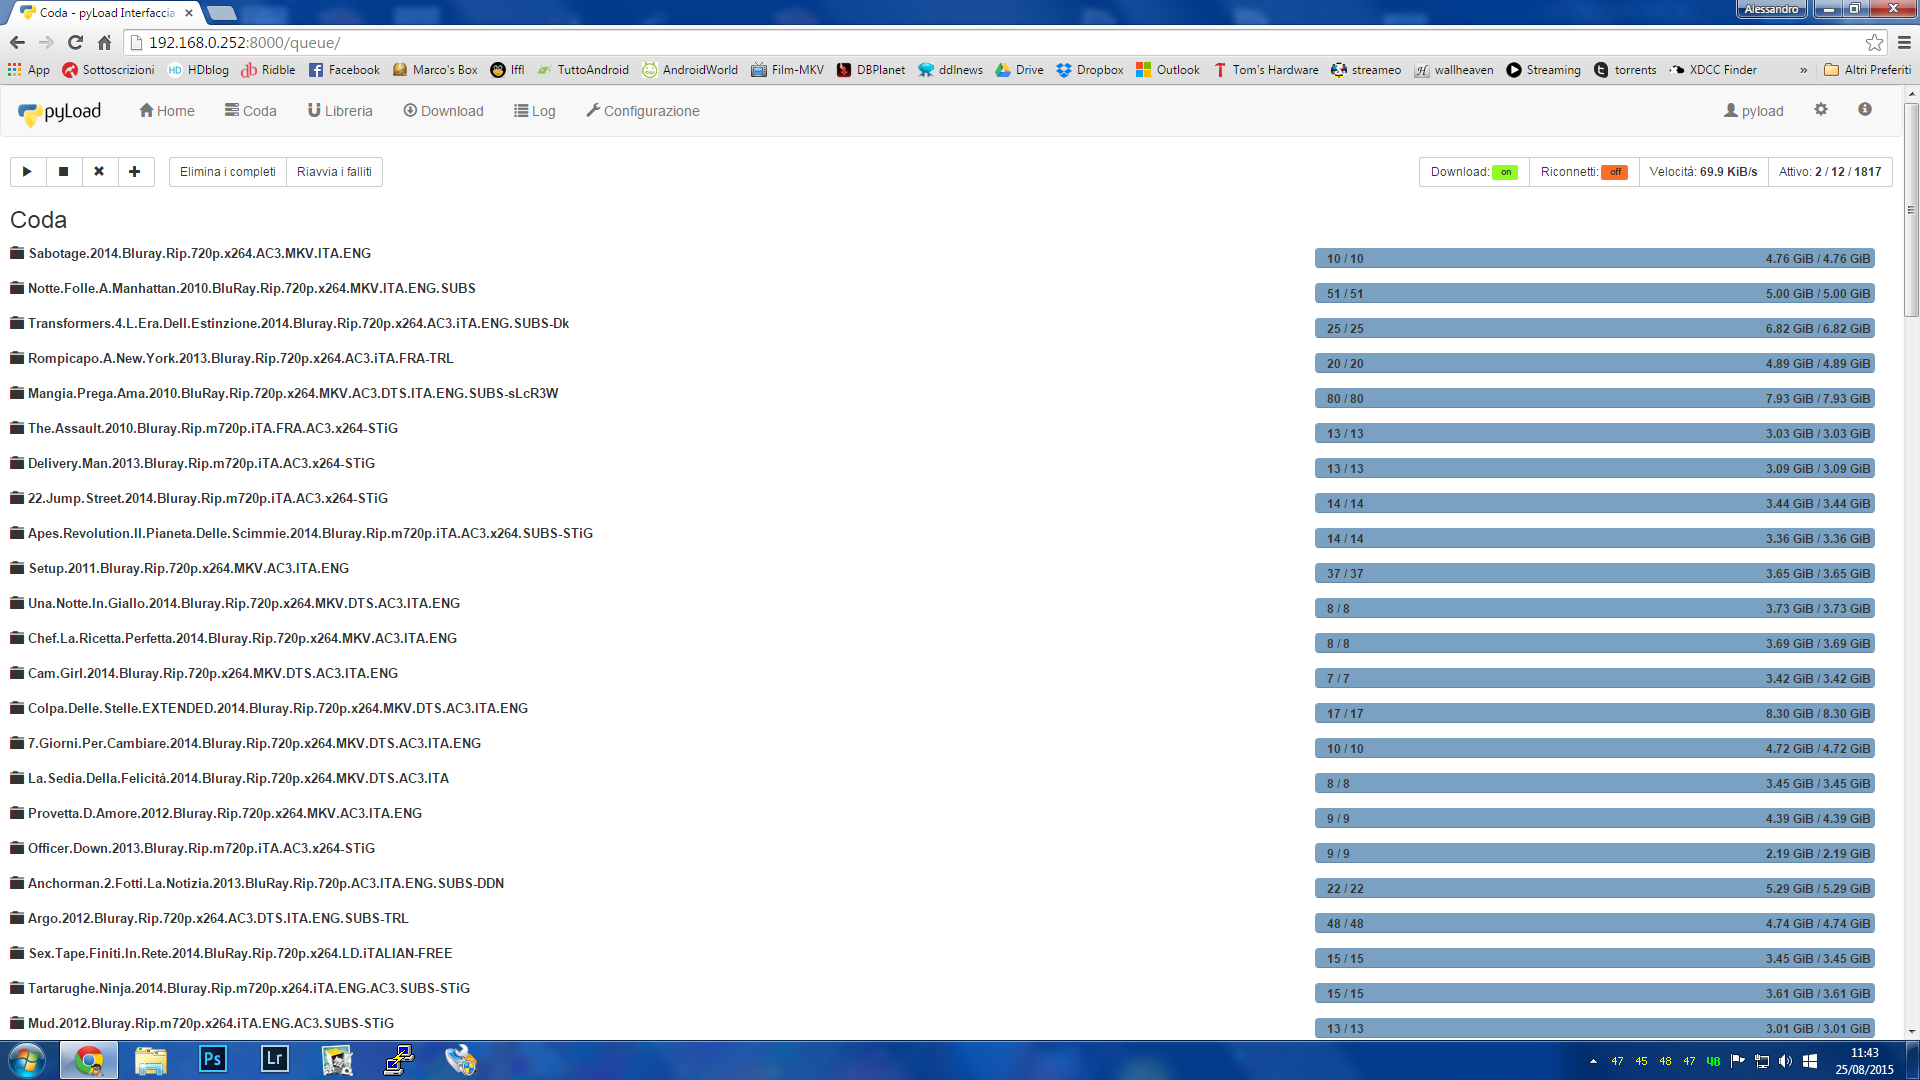 Coda - pyLoad Interfaccia
Alessandro
192.168.0.252:8000/queue/
App Sottoscrizioni HDblog Ridble Facebook Marco's Box Iffl TuttoAndroid AndroidWorld Film-MKV DBPlanet ddlnews Drive Dropbox Outlook Tom's Hardware streameo wallheaven Streaming torrents XDCC Finder » Altri Preferiti
pyLoad Home Coda Libreria Download Log Configurazione pyload
Elimina i completi Riavvia i falliti Download: on Riconnetti: off Velocità: 69.9 KiB/s Attivo: 2 / 12 / 1817
Coda
Sabotage.2014.Bluray.Rip.720p.x264.AC3.MKV.ITA.ENG 10 / 10 4.76 GiB / 4.76 GiB
Notte.Folle.A.Manhattan.2010.BluRay.Rip.720p.x264.MKV.ITA.ENG.SUBS 51 / 51 5.00 GiB / 5.00 GiB
Transformers.4.L.Era.Dell.Estinzione.2014.Bluray.Rip.720p.x264.AC3.iTA.ENG.SUBS-Dk 25 / 25 6.82 GiB / 6.82 GiB
Rompicapo.A.New.York.2013.Bluray.Rip.720p.x264.AC3.iTA.FRA-TRL 20 / 20 4.89 GiB / 4.89 GiB
Mangia.Prega.Ama.2010.BluRay.Rip.720p.x264.MKV.AC3.DTS.ITA.ENG.SUBS-sLcR3W 80 / 80 7.93 GiB / 7.93 GiB
The.Assault.2010.Bluray.Rip.m720p.iTA.FRA.AC3.x264-STiG 13 / 13 3.03 GiB / 3.03 GiB
Delivery.Man.2013.Bluray.Rip.m720p.iTA.AC3.x264-STiG 13 / 13 3.09 GiB / 3.09 GiB
22.Jump.Street.2014.Bluray.Rip.m720p.iTA.AC3.x264-STiG 14 / 14 3.44 GiB / 3.44 GiB
Apes.Revolution.Il.Pianeta.Delle.Scimmie.2014.Bluray.Rip.m720p.iTA.AC3.x264.SUBS-STiG 14 / 14 3.36 GiB / 3.36 GiB
Setup.2011.Bluray.Rip.720p.x264.MKV.AC3.ITA.ENG 37 / 37 3.65 GiB / 3.65 GiB
Una.Notte.In.Giallo.2014.Bluray.Rip.720p.x264.MKV.DTS.AC3.ITA.ENG 8 / 8 3.73 GiB / 3.73 GiB
Chef.La.Ricetta.Perfetta.2014.Bluray.Rip.720p.x264.MKV.AC3.ITA.ENG 8 / 8 3.69 GiB / 3.69 GiB
Cam.Girl.2014.Bluray.Rip.720p.x264.MKV.DTS.AC3.ITA.ENG 7 / 7 3.42 GiB / 3.42 GiB
Colpa.Delle.Stelle.EXTENDED.2014.Bluray.Rip.720p.x264.MKV.DTS.AC3.ITA.ENG 17 / 17 8.30 GiB / 8.30 GiB
7.Giorni.Per.Cambiare.2014.Bluray.Rip.720p.x264.MKV.DTS.AC3.ITA.ENG 10 / 10 4.72 GiB / 4.72 GiB
La.Sedia.Della.Felicità.2014.Bluray.Rip.720p.x264.MKV.DTS.AC3.ITA 8 / 8 3.45 GiB / 3.45 GiB
Provetta.D.Amore.2012.Bluray.Rip.720p.x264.MKV.AC3.ITA.ENG 9 / 9 4.39 GiB / 4.39 GiB
Officer.Down.2013.Bluray.Rip.m720p.iTA.AC3.x264-STiG 9 / 9 2.19 GiB / 2.19 GiB
Anchorman.2.Fotti.La.Notizia.2013.BluRay.Rip.720p.AC3.ITA.ENG.SUBS-DDN 22 / 22 5.29 GiB / 5.29 GiB
Argo.2012.Bluray.Rip.720p.x264.AC3.DTS.ITA.ENG.SUBS-TRL 48 / 48 4.74 GiB / 4.74 GiB
Sex.Tape.Finiti.In.Rete.2014.BluRay.Rip.720p.x264.LD.iTALIAN-FREE 15 / 15 3.45 GiB / 3.45 GiB
Tartarughe.Ninja.2014.Bluray.Rip.m720p.x264.iTA.ENG.AC3.SUBS-STiG 15 / 15 3.61 GiB / 3.61 GiB
Mud.2012.Bluray.Rip.m720p.x264.iTA.ENG.AC3.SUBS-STiG 13 / 13 3.01 GiB / 3.01 GiB
Ps Lr 47 45 48 47 48 11:43
25/08/2015